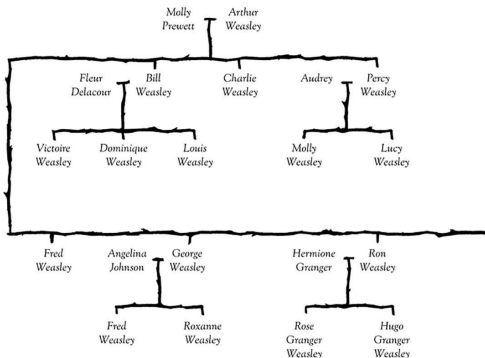 Molly Arthur
Prewett Weasley
Fleur Bill Charlie Audrey Percy
Delacour Weasley Weasley Weasley
Victoire Dominique Louis Molly Lucy
Weasley Weasley Weasley Weasley Weasley
Fred Angelina George Hermione Ron
Weasley Johnson Weasley Granger Weasley
Fred Roxanne Rose Hugo
Weasley Weasley Granger Granger
Weasley Weasley